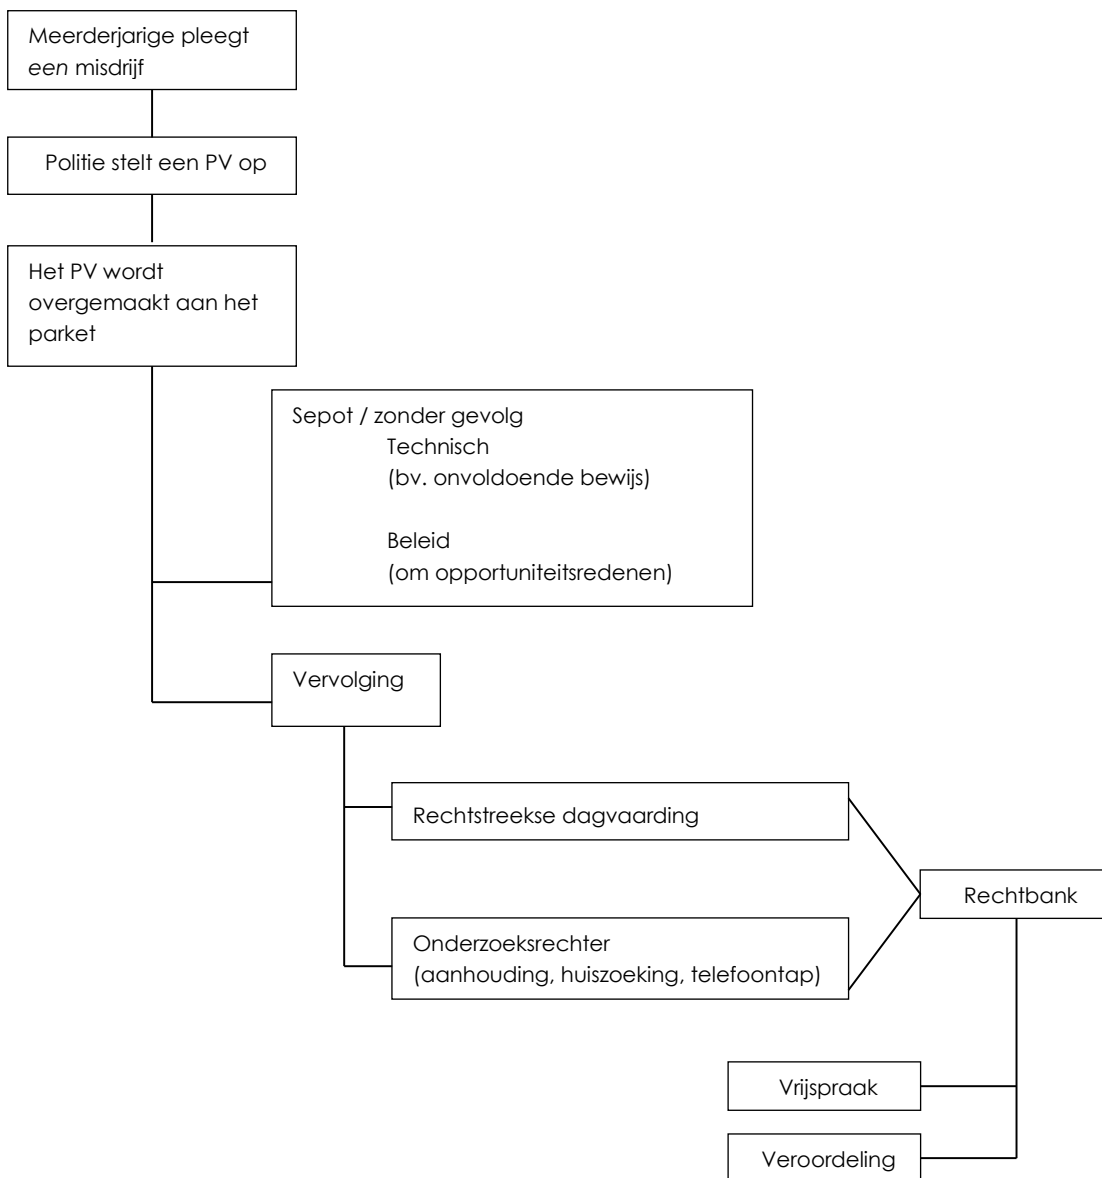 Meerderjarige pleegt
een misdrijf
Politie stelt een PV op
Het PV wordt
overgemaakt aan het
parket
Sepot / zonder gevolg
Technisch
(bv. onvoldoende bewijs)
Beleid
(om opportuniteitsredenen)
Vervolging
Rechtstreekse dagvaarding
Rechtbank
Onderzoeksrechter
(aanhouding, huiszoeking, telefoontap)
Vrijspraak
Veroordeling